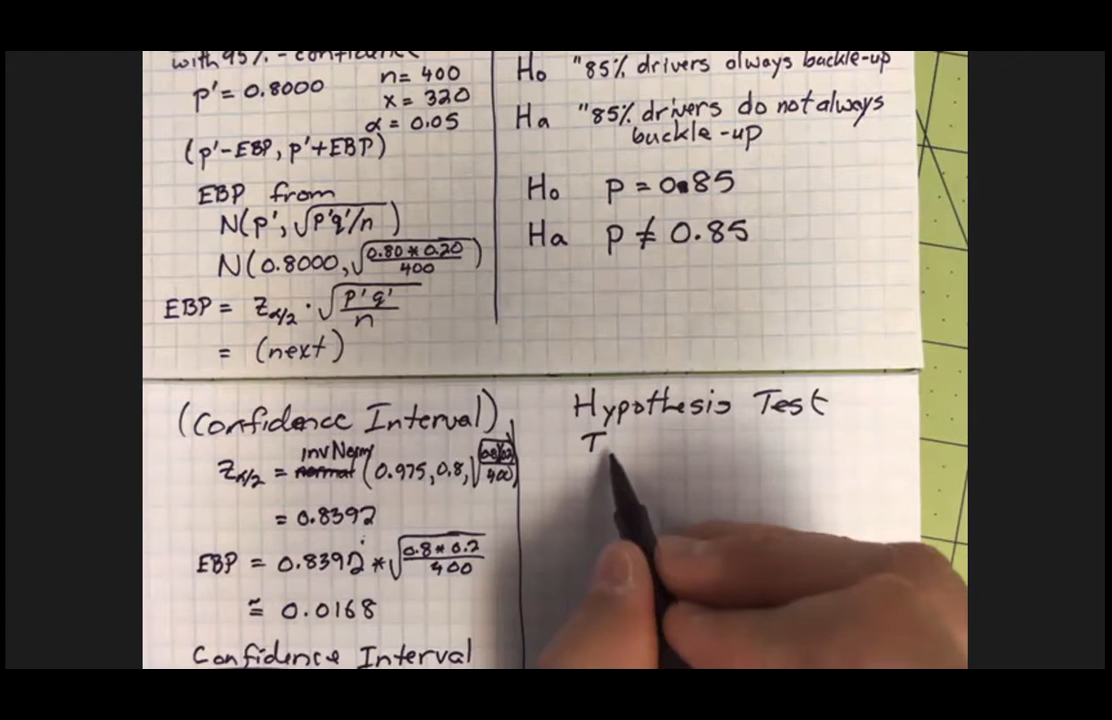 with 95% - confidence
p' = 0.8000 n = 400
x = 320
α = 0.05
(p'-EBP, p'+EBP)
EBP from
N(p', √p'q'/n )
N(0.8000, √0.80 * 0.20/400 )
EBP = Zα/2 · √p'q'/n
= (next)
Ho "85% drivers always backle-up
Ha "85% drivers do not always
buckle-up
Ho p = 0.85
Ha p ≠ 0.85
(Confidence Interval)
invNorm
Zα/2 = normal (0.975, 0.8, √(0.8)(0.2)/400)
= 0.8392
EBP = 0.8392 * √0.8 * 0.2/400
≅ 0.0168
Confidence Interval
Hypothesis Test
T